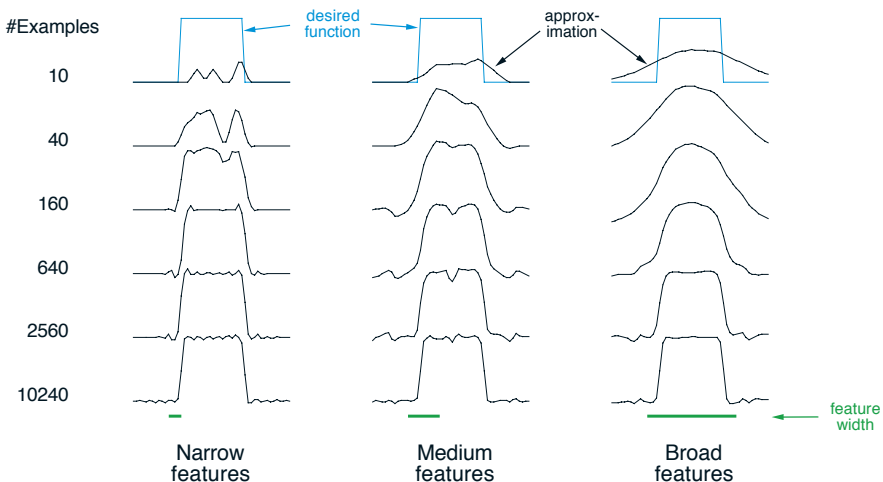 #Examples
desired
function
approx-
imation
10
40
160
640
2560
10240
feature
width
Narrow
features
Medium
features
Broad
features